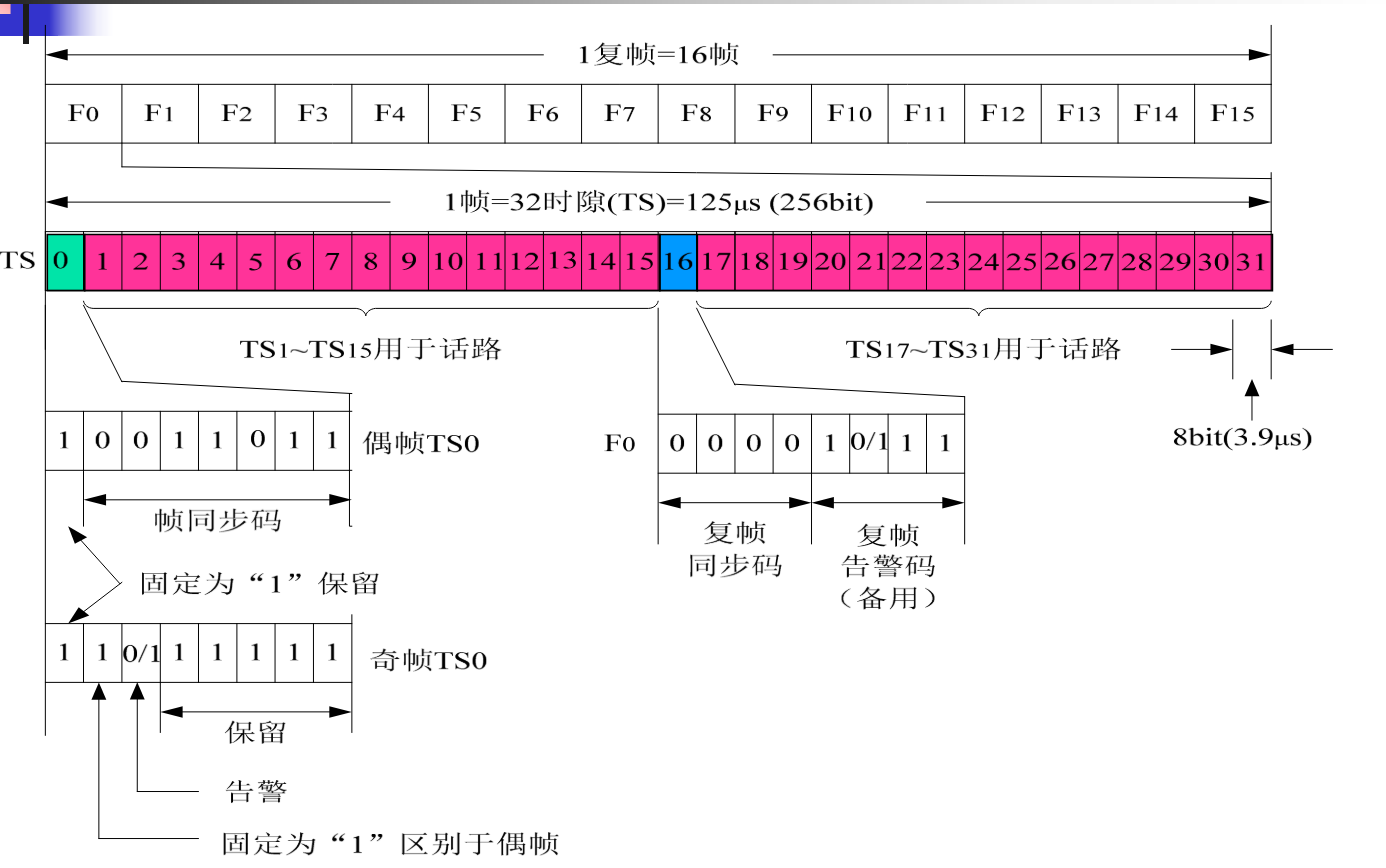 1复帧=16帧
F0 F1 F2 F3 F4 F5 F6 F7 F8 F9 F10 F11 F12 F13 F14 F15
1帧=32时隙(TS)=125μs (256bit)
TS 0 1 2 3 4 5 6 7 8 9 10 11 12 13 14 15 16 17 18 19 20 21 22 23 24 25 26 27 28 29 30 31
TS1~TS15用于话路 TS17~TS31用于话路
1 0 0 1 1 0 1 1 偶帧TS0 F0 0 0 0 0 1 0/1 1 1 8bit(3.9μs)
帧同步码 复帧 复帧
同步码 告警码
固定为“1”保留 （备用）
1 1 0/1 1 1 1 1 1 奇帧TS0
保留
告警
固定为“1”区别于偶帧